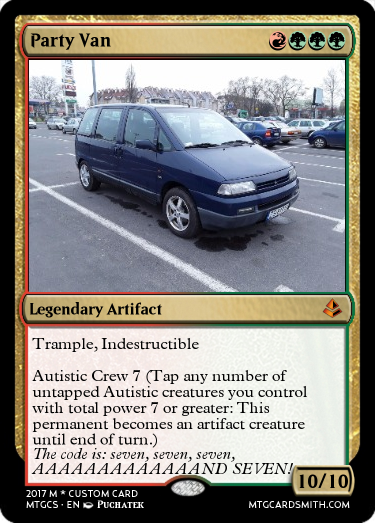 Party Van
Legendary Artifact
Trample, Indestructible
Autistic Crew 7 (Tap any number of
untapped Autistic creatures you control
with total power 7 or greater: This
permanent becomes an artifact creature
until end of turn.)
The code is: seven, seven, seven,
AAAAAAAAAAAAAND SEVEN!
10/10
2017 M * CUSTOM CARD
MTGCS · EN PUCHATEK
MTGCARDSMITH.COM